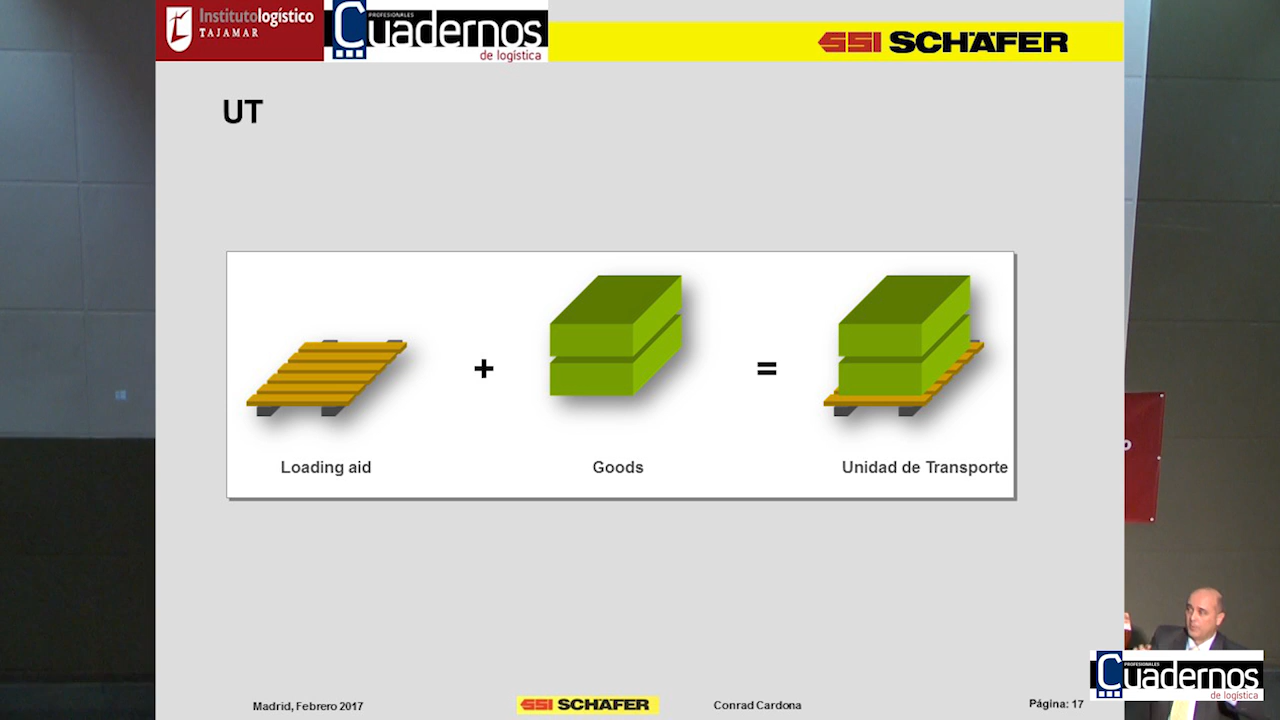 Institutologístico
TAJAMAR
PROFESIONALES
Cuadernos
de logística
SSI SCHÄFER
UT
+
=
Loading aid
Goods
Unidad de Transporte
Madrid, Febrero 2017
SSI SCHÄFER
Conrad Cardona
Página: 17
PROFESIONALES
Cuadernos
de logística